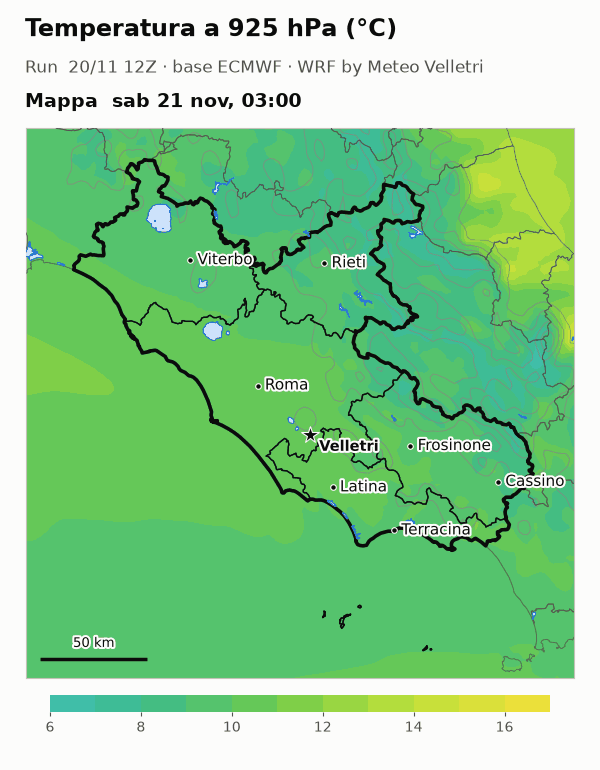 Temperatura a 925 hPa (°C)
Run  20/11 12Z · base ECMWF · WRF by Meteo Velletri
Mappa  sab 21 nov, 03:00
Viterbo
Rieti
Roma
Velletri
Frosinone
Latina
Cassino
Terracina
50 km
6 8 10 12 14 16